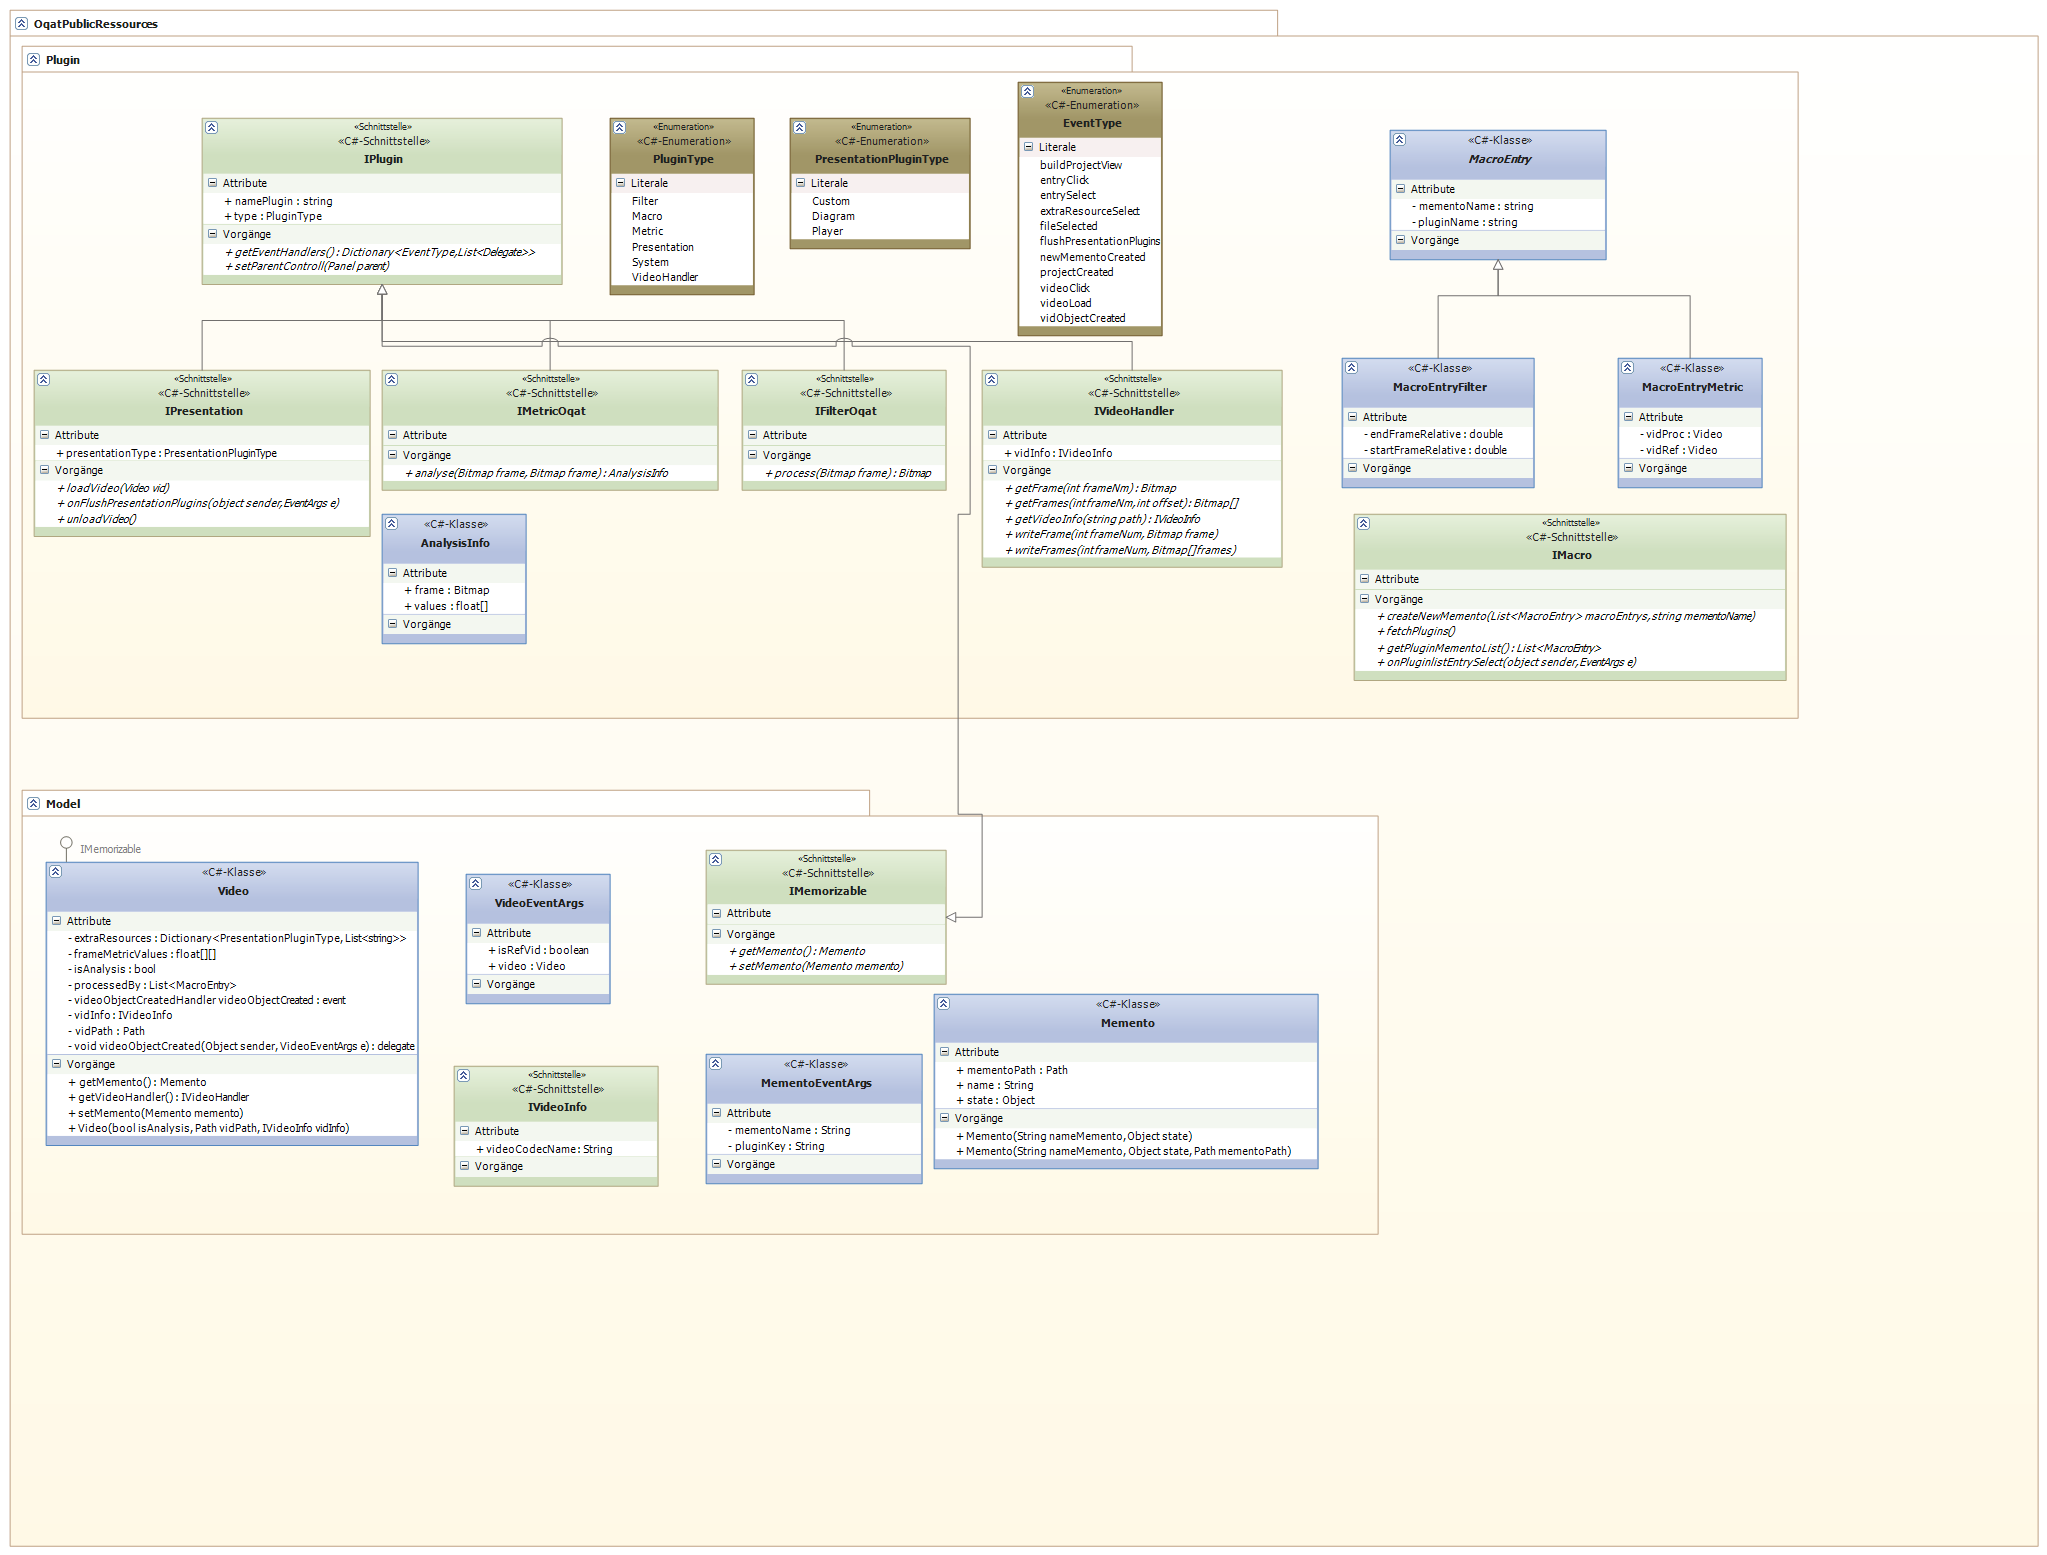 OqatPublicRessources
Plugin
«Schnittstelle»
«C#-Schnittstelle»
IPlugin
Attribute
+ namePlugin : string
+ type : PluginType
Vorgänge
+ getEventHandlers() : Dictionary<EventType,List<Delegate>>
+ setParentControll(Panel parent)
«Enumeration»
«C#-Enumeration»
PluginType
Literale
Filter
Macro
Metric
Presentation
System
VideoHandler
«Enumeration»
«C#-Enumeration»
PresentationPluginType
Literale
Custom
Diagram
Player
«Enumeration»
«C#-Enumeration»
EventType
Literale
buildProjectView
entryClick
entrySelect
extraResourceSelect
fileSelected
flushPresentationPlugins
newMementoCreated
projectCreated
videoClick
videoLoad
vidObjectCreated
«C#-Klasse»
MacroEntry
Attribute
- mementoName : string
- pluginName : string
Vorgänge
«Schnittstelle»
«C#-Schnittstelle»
IPresentation
Attribute
+ presentationType : PresentationPluginType
Vorgänge
+ loadVideo(Video vid)
+ onFlushPresentationPlugins(object sender,EventArgs e)
+ unloadVideo()
«Schnittstelle»
«C#-Schnittstelle»
IMetricOqat
Attribute
Vorgänge
+ analyse(Bitmap frame, Bitmap frame) : AnalysisInfo
«Schnittstelle»
«C#-Schnittstelle»
IFilterOqat
Attribute
Vorgänge
+ process(Bitmap frame) : Bitmap
«Schnittstelle»
«C#-Schnittstelle»
IVideoHandler
Attribute
+ vidInfo : IVideoInfo
Vorgänge
+ getFrame(int frameNm) : Bitmap
+ getFrames(int frameNm,int offset) : Bitmap[]
+ getVideoInfo(string path) : IVideoInfo
+ writeFrame(int frameNum, Bitmap frame)
+ writeFrames(int frameNum, Bitmap[] frames)
«C#-Klasse»
MacroEntryFilter
Attribute
- endFrameRelative : double
- startFrameRelative : double
Vorgänge
«C#-Klasse»
MacroEntryMetric
Attribute
- vidProc : Video
- vidRef : Video
Vorgänge
«C#-Klasse»
AnalysisInfo
Attribute
+ frame : Bitmap
+ values : float[]
Vorgänge
«Schnittstelle»
«C#-Schnittstelle»
IMacro
Attribute
Vorgänge
+ createNewMemento(List<MacroEntry> macroEntrys,string mementoName)
+ fetchPlugins()
+ getPluginMementoList() : List<MacroEntry>
+ onPluginlistEntrySelect(object sender,EventArgs e)
Model
IMemorizable
«C#-Klasse»
Video
Attribute
- extraResources : Dictionary<PresentationPluginType, List<string>>
- frameMetricValues : float[][]
- isAnalysis : bool
- processedBy : List<MacroEntry>
- videoObjectCreatedHandler videoObjectCreated : event
- vidInfo : IVideoInfo
- vidPath : Path
- void videoObjectCreated(Object sender, VideoEventArgs e) : delegate
Vorgänge
+ getMemento() : Memento
+ getVideoHandler() : IVideoHandler
+ setMemento(Memento memento)
+ Video(bool isAnalysis, Path vidPath, IVideoInfo vidInfo)
«C#-Klasse»
VideoEventArgs
Attribute
+ isRefVid : boolean
+ video : Video
Vorgänge
«Schnittstelle»
«C#-Schnittstelle»
IMemorizable
Attribute
Vorgänge
+ getMemento() : Memento
+ setMemento(Memento memento)
«C#-Klasse»
Memento
Attribute
+ mementoPath : Path
+ name : String
+ state : Object
Vorgänge
+ Memento(String nameMemento, Object state)
+ Memento(String nameMemento, Object state, Path mementoPath)
«Schnittstelle»
«C#-Schnittstelle»
IVideoInfo
Attribute
+ videoCodecName : String
Vorgänge
«C#-Klasse»
MementoEventArgs
Attribute
- mementoName : String
- pluginKey : String
Vorgänge